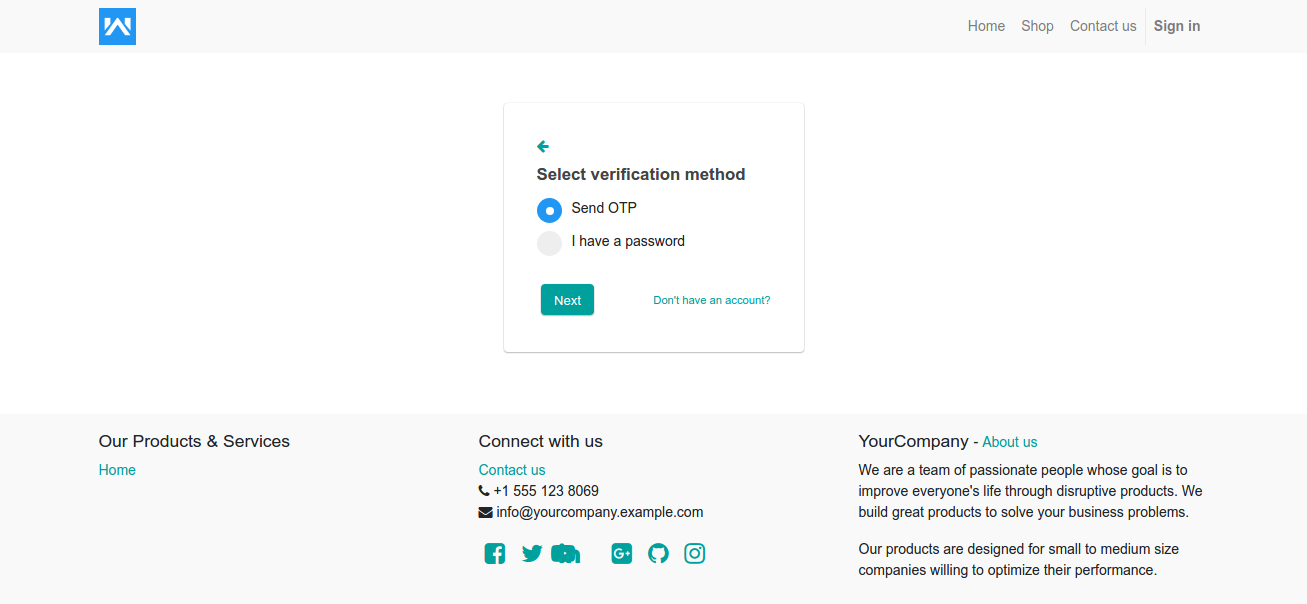 Home Shop Contact us Sign in
Select verification method
Send OTP
I have a password
Next Don't have an account?
Our Products & Services
Home
Connect with us
Contact us
+1 555 123 8069
info@yourcompany.example.com
YourCompany - About us
We are a team of passionate people whose goal is to
improve everyone's life through disruptive products. We
build great products to solve your business problems.
Our products are designed for small to medium size
companies willing to optimize their performance.